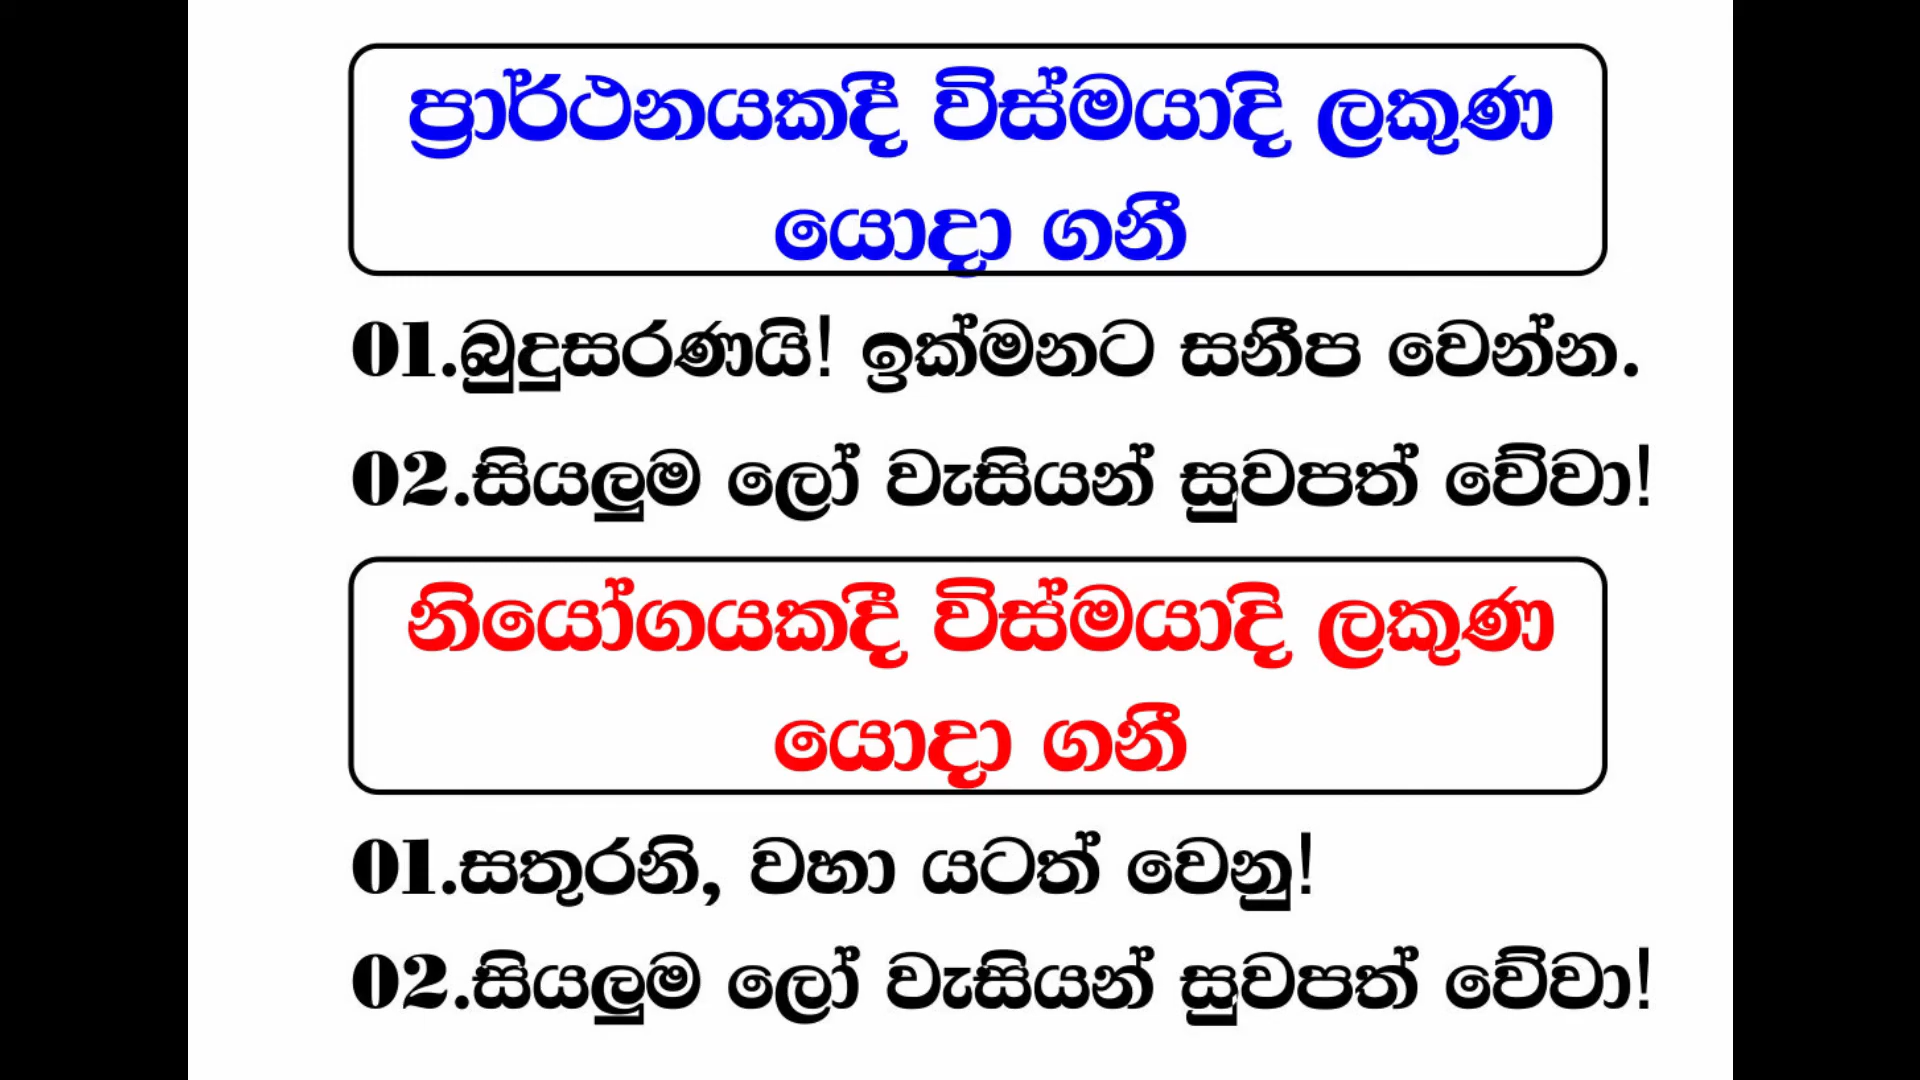 ප්‍රාර්ථනයකදී විස්මයාදි ලකුණ
යොදා ගනී
01.බුදුසරණයි! ඉක්මනට සනීප වෙන්න.
02.සියලුම ලෝ වැසියන් සුවපත් වේවා!
නියෝගයකදී විස්මයාදි ලකුණ
යොදා ගනී
01.සතුරනි, වහා යටත් වෙනු!
02.සියලුම ලෝ වැසියන් සුවපත් වේවා!